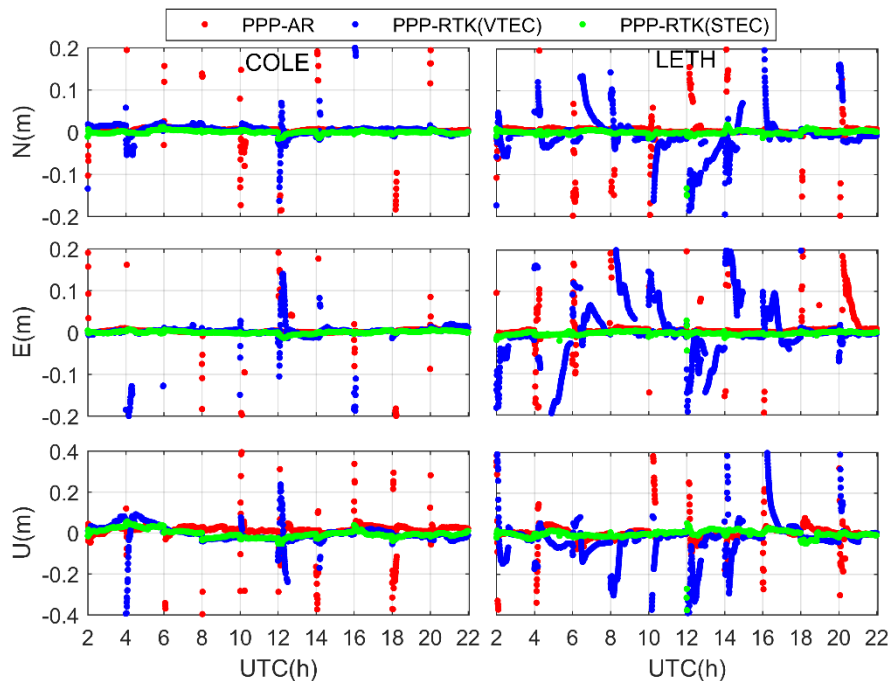 PPP-AR PPP-RTK(VTEC) PPP-RTK(STEC)
COLE LETH
N(m)
0.2
0.1
0
-0.1
-0.2
E(m)
0.2
0.1
0
-0.1
-0.2
U(m)
0.4
0.2
0
-0.2
-0.4
2 4 6 8 10 12 14 16 18 20 22 2 4 6 8 10 12 14 16 18 20 22
UTC(h) UTC(h)